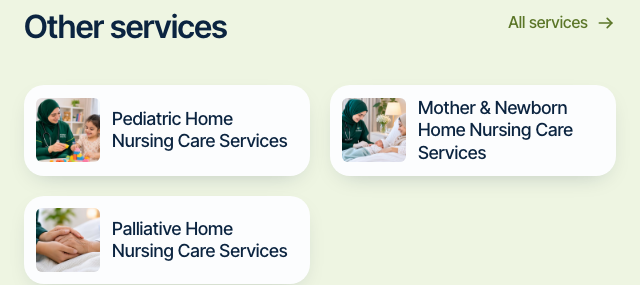 Other services
All services →
Pediatric Home
Nursing Care Services
Mother & Newborn
Home Nursing Care
Services
Palliative Home
Nursing Care Services